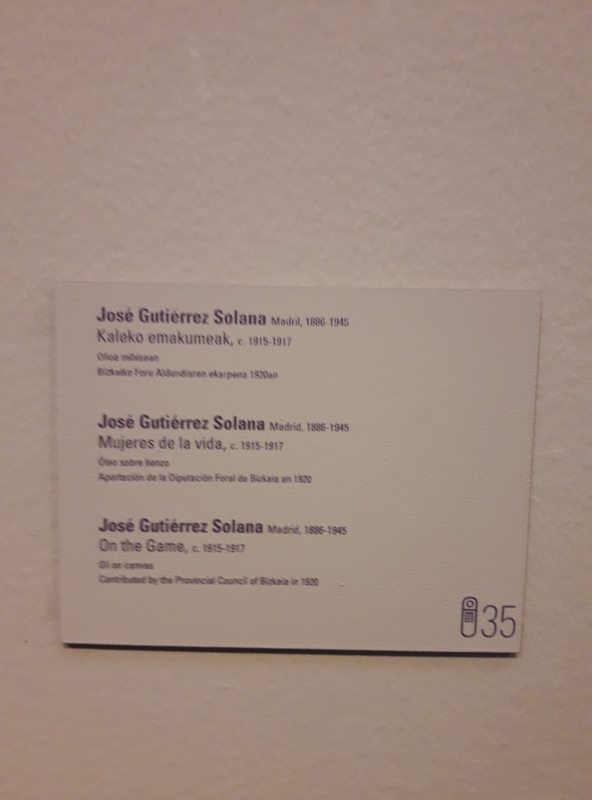 José Gutiérrez Solana Madril, 1886-1945
Kaleko emakumeak, c. 1915-1917
Olioa mihisean
Bizkaiko Foru Aldundiaren ekarpena 1920an
José Gutiérrez Solana Madrid, 1886-1945
Mujeres de la vida, c. 1915-1917
Óleo sobre lienzo
Aportación de la Diputación Foral de Bizkaia en 1920
José Gutiérrez Solana Madrid, 1886-1945
On the Game, c. 1915-1917
Oil on canvas
Contributed by the Provincial Council of Bizkaia in 1920
35